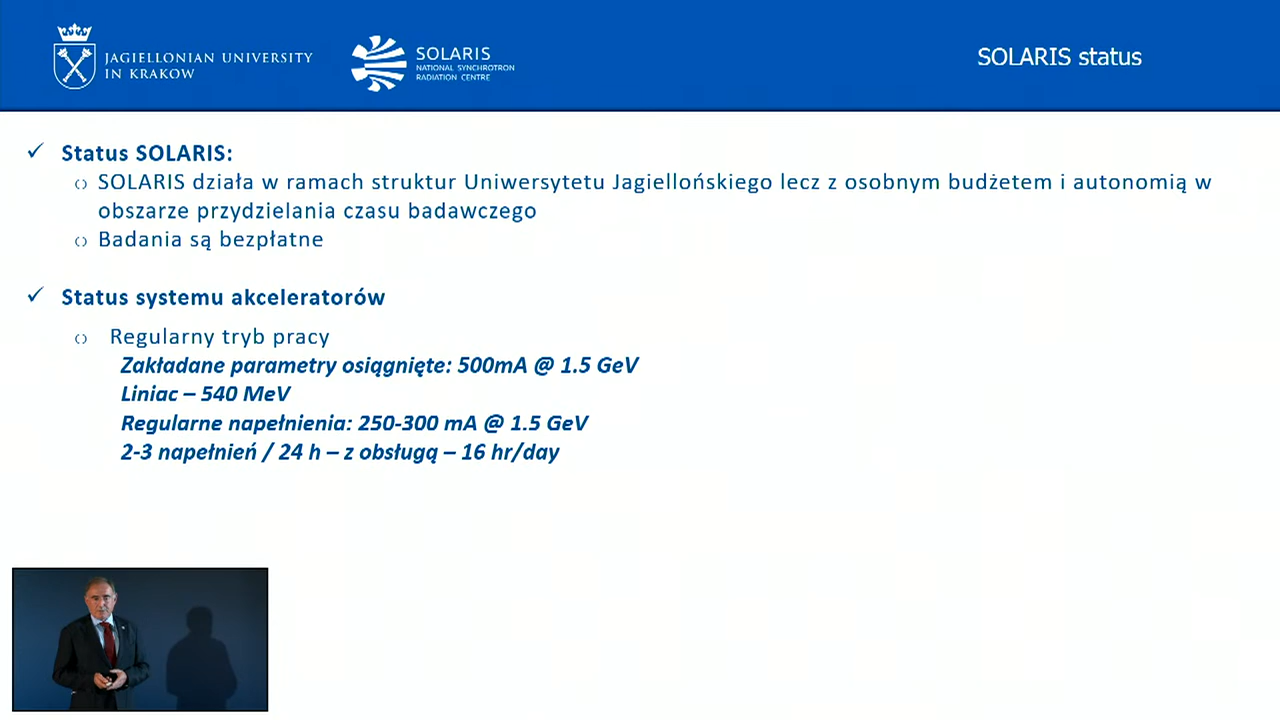 JAGIELLONIAN UNIVERSITY
IN KRAKOW
SOLARIS
NATIONAL SYNCHROTRON
RADIATION CENTRE
SOLARIS status
Status SOLARIS:
SOLARIS działa w ramach struktur Uniwersytetu Jagiellońskiego lecz z osobnym budżetem i autonomią w
obszarze przydzielania czasu badawczego
Badania są bezpłatne
Status systemu akceleratorów
Regularny tryb pracy
Zakładane parametry osiągnięte: 500mA @ 1.5 GeV
Liniac – 540 MeV
Regularne napełnienia: 250-300 mA @ 1.5 GeV
2-3 napełnień / 24 h – z obsługą – 16 hr/day